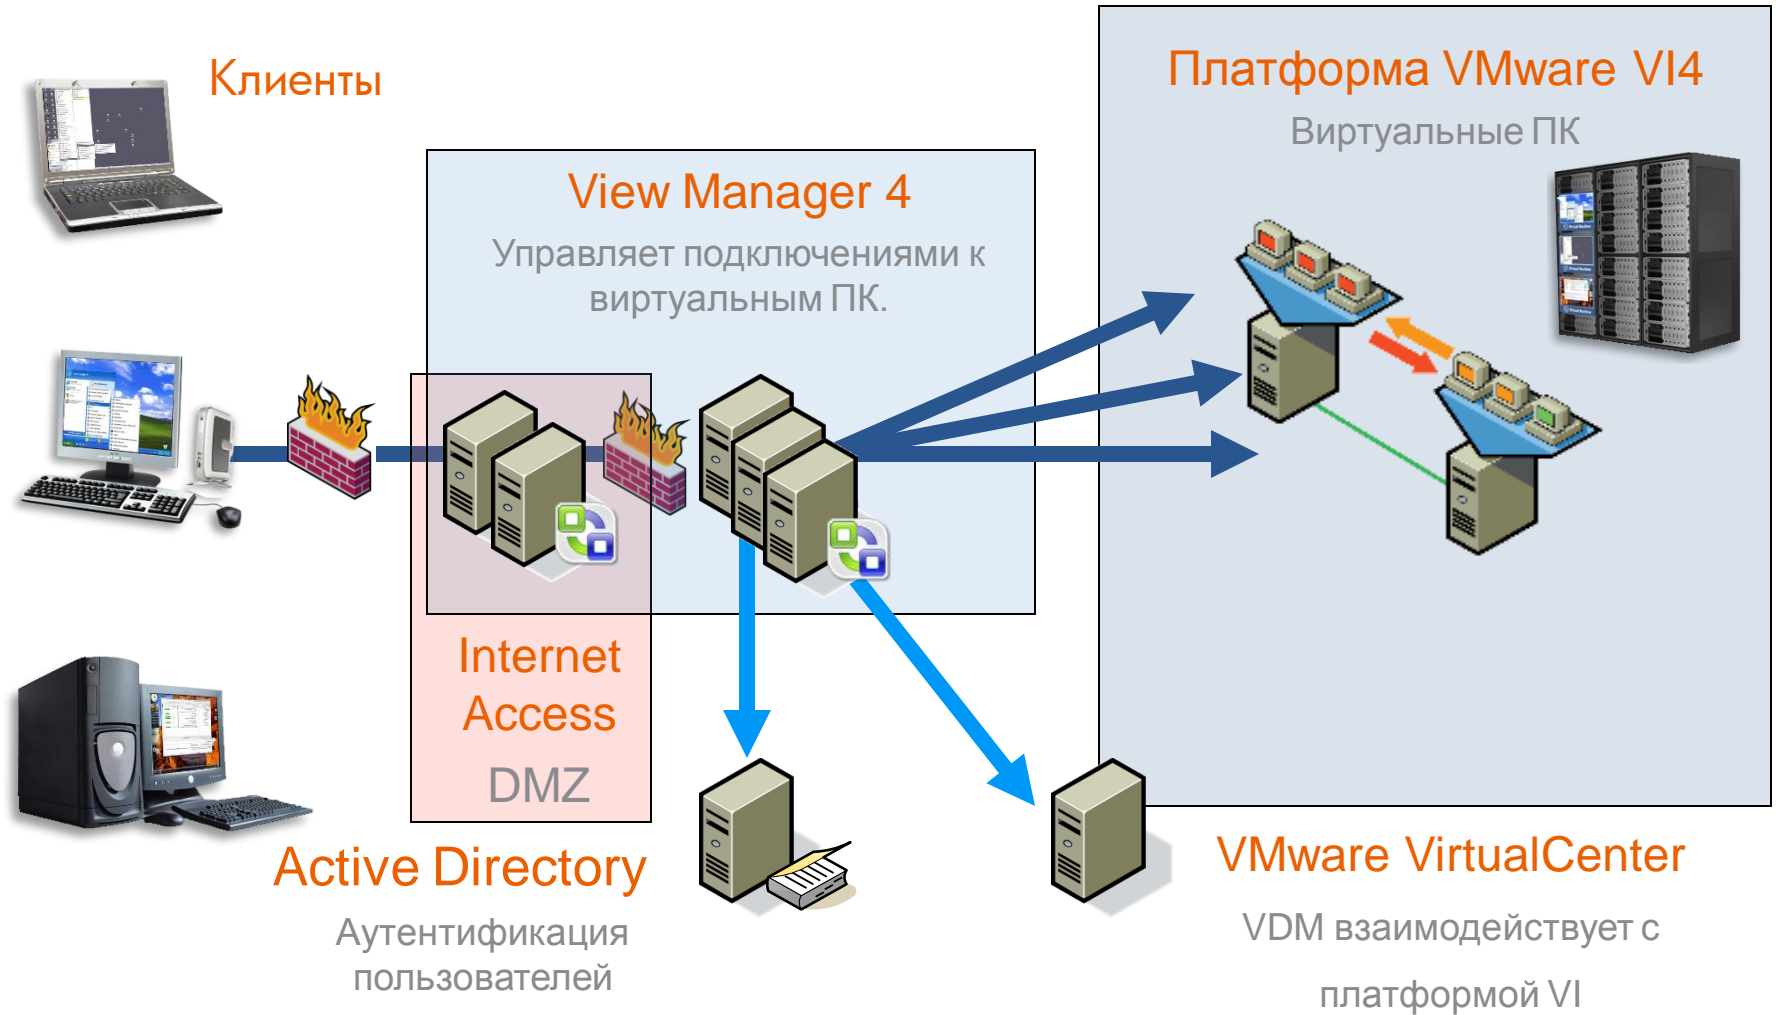 Клиенты
Платформа VMware VI4
Виртуальные ПК
View Manager 4
Управляет подключениями к
виртуальным ПК.
Internet
Access
DMZ
Active Directory
Аутентификация
пользователей
VMware VirtualCenter
VDM взаимодействует с
платформой VI